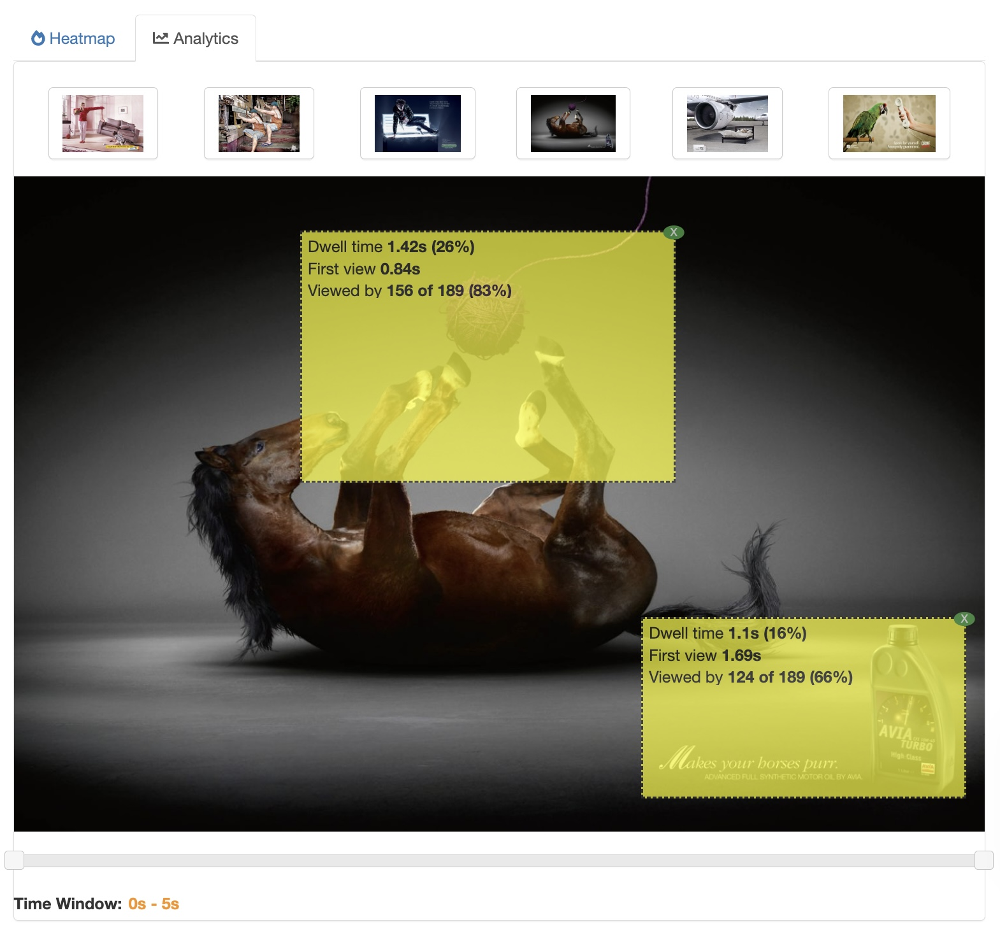 Heatmap
Analytics
Dwell time 1.42s (26%)
First view 0.84s
Viewed by 156 of 189 (83%)
X
Dwell time 1.1s (16%)
First view 1.69s
Viewed by 124 of 189 (66%)
X
AVIA
TURBO
High Class
AVIA
Makes your horses purr.
ADVANCED FULL SYNTHETIC MOTOR OIL BY AVIA.
Time Window: 0s - 5s